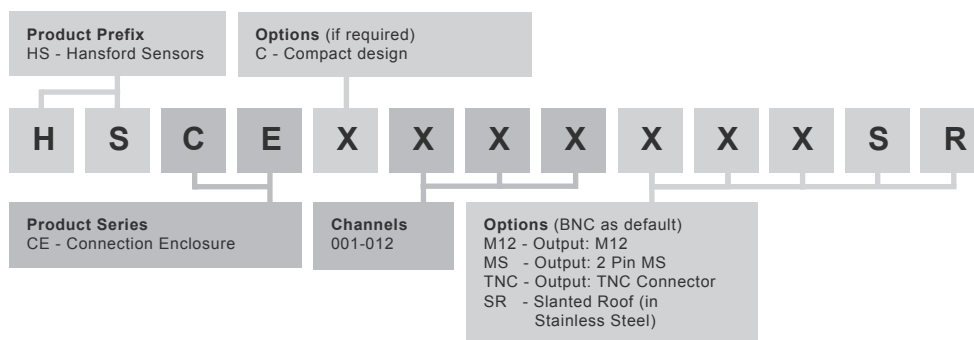 Product Prefix
HS - Hansford Sensors
Options (if required)
C - Compact design
H S C E X X X X X X X S R
Product Series
CE - Connection Enclosure
Channels
001-012
Options (BNC as default)
M12 - Output: M12
MS - Output: 2 Pin MS
TNC - Output: TNC Connector
SR - Slanted Roof (in
Stainless Steel)